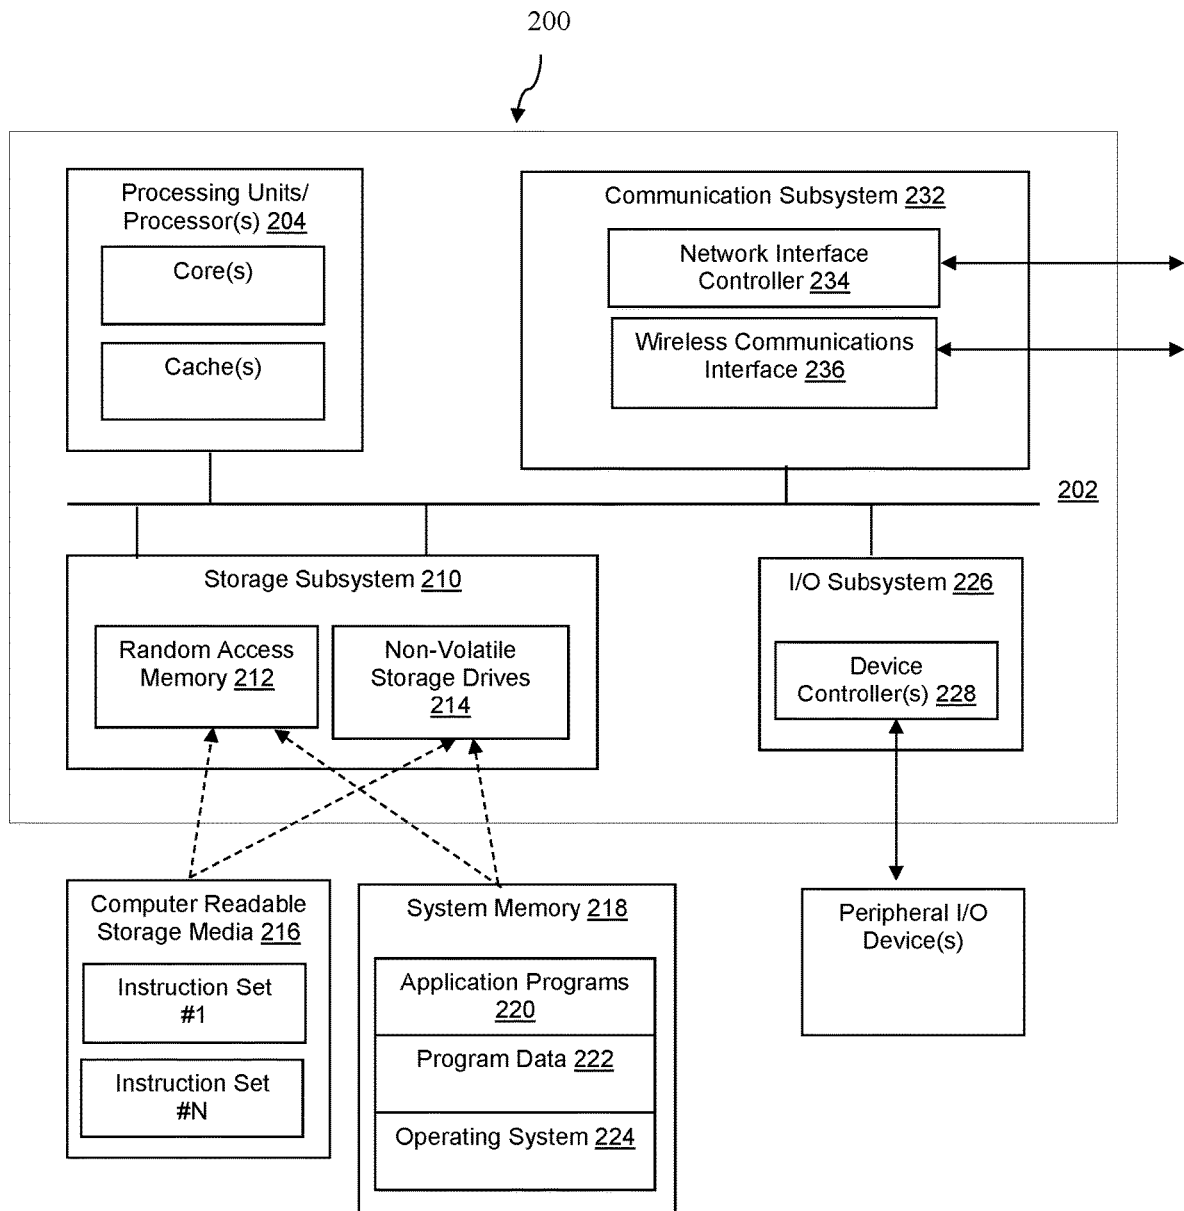 200
Processing Units/
Processor(s) 204
Core(s)
Cache(s)
Communication Subsystem 232
Network Interface
Controller 234
Wireless Communications
Interface 236
202
Storage Subsystem 210
Random Access
Memory 212
Non-Volatile
Storage Drives
214
I/O Subsystem 226
Device
Controller(s) 228
Computer Readable
Storage Media 216
Instruction Set
#1
Instruction Set
#N
System Memory 218
Application Programs
220
Program Data 222
Operating System 224
Peripheral I/O
Device(s)